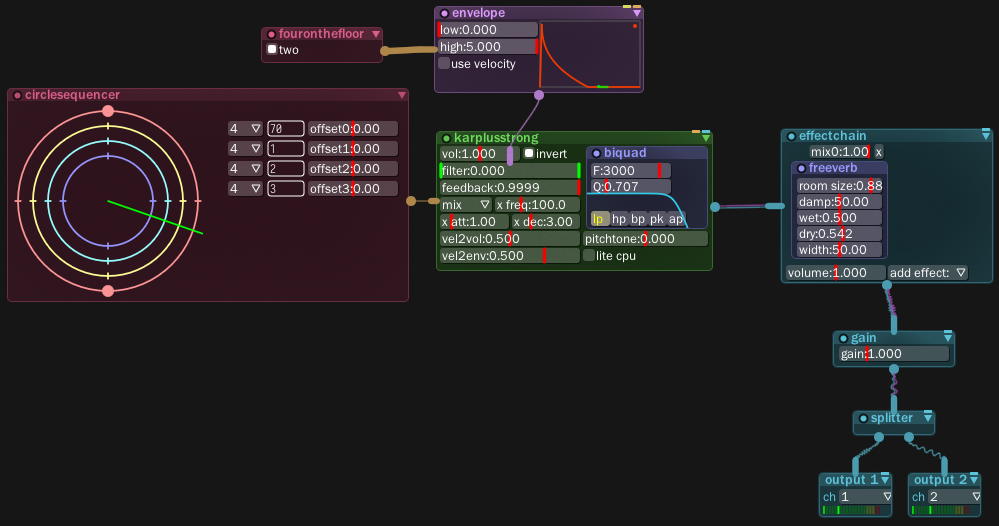 envelope
low:0.000
high:5.000
use velocity
fouronthefloor
two
circlesequencer
4 70 offset0:0.00
4 1 offset1:0.00
4 2 offset2:0.00
4 3 offset3:0.00
karplusstrong
vol:1.000 invert
filter:0.000
feedback:0.9999
mix x freq:100.0
x att:1.00 x dec:3.00
vel2vol:0.500 pitchtone:0.000
vel2env:0.500 lite cpu
biquad
F:3000
Q:0.707
lp hp bp pk ap
effectchain
mix0:1.00 x
freeverb
room size:0.88
damp:50.00
wet:0.500
dry:0.542
width:50.00
volume:1.000 add effect:
gain
gain:1.000
splitter
output 1
ch 1
output 2
ch 2